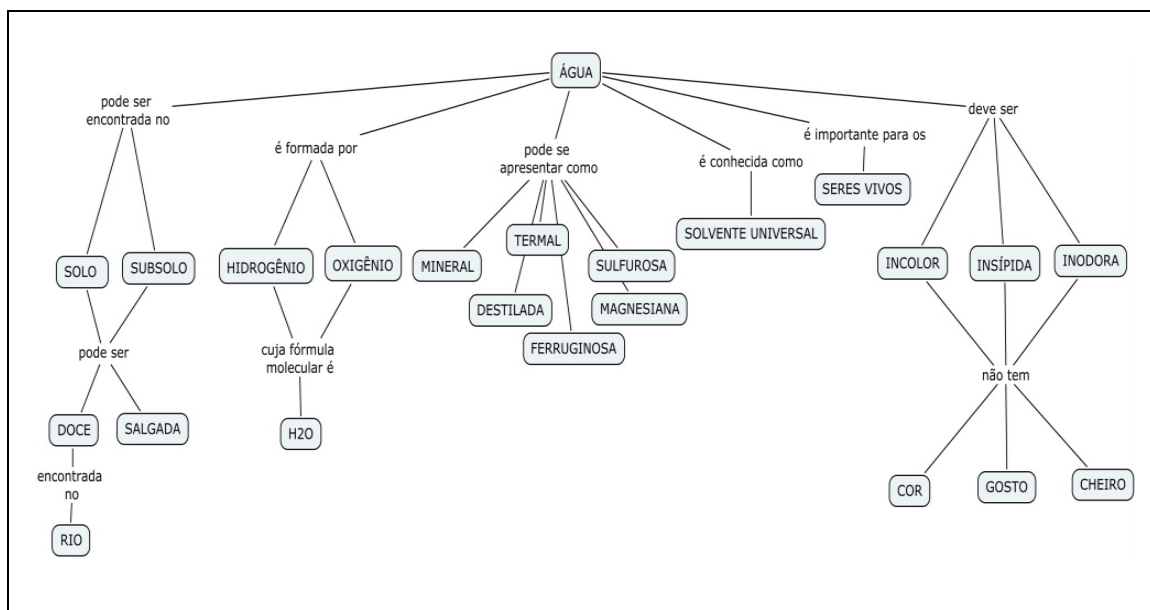 ÁGUA
pode ser
encontrada no
é formada por
pode se
apresentar como
é conhecida como
é importante para os
deve ser
SERES VIVOS
SOLVENTE UNIVERSAL
SOLO
SUBSOLO
HIDROGÊNIO
OXIGÊNIO
MINERAL
TERMAL
SULFUROSA
DESTILADA
MAGNESIANA
FERRUGINOSA
INCOLOR
INSÍPIDA
INODORA
pode ser
cuja fórmula
molecular é
não tem
DOCE
SALGADA
H2O
COR
GOSTO
CHEIRO
encontrada
no
RIO